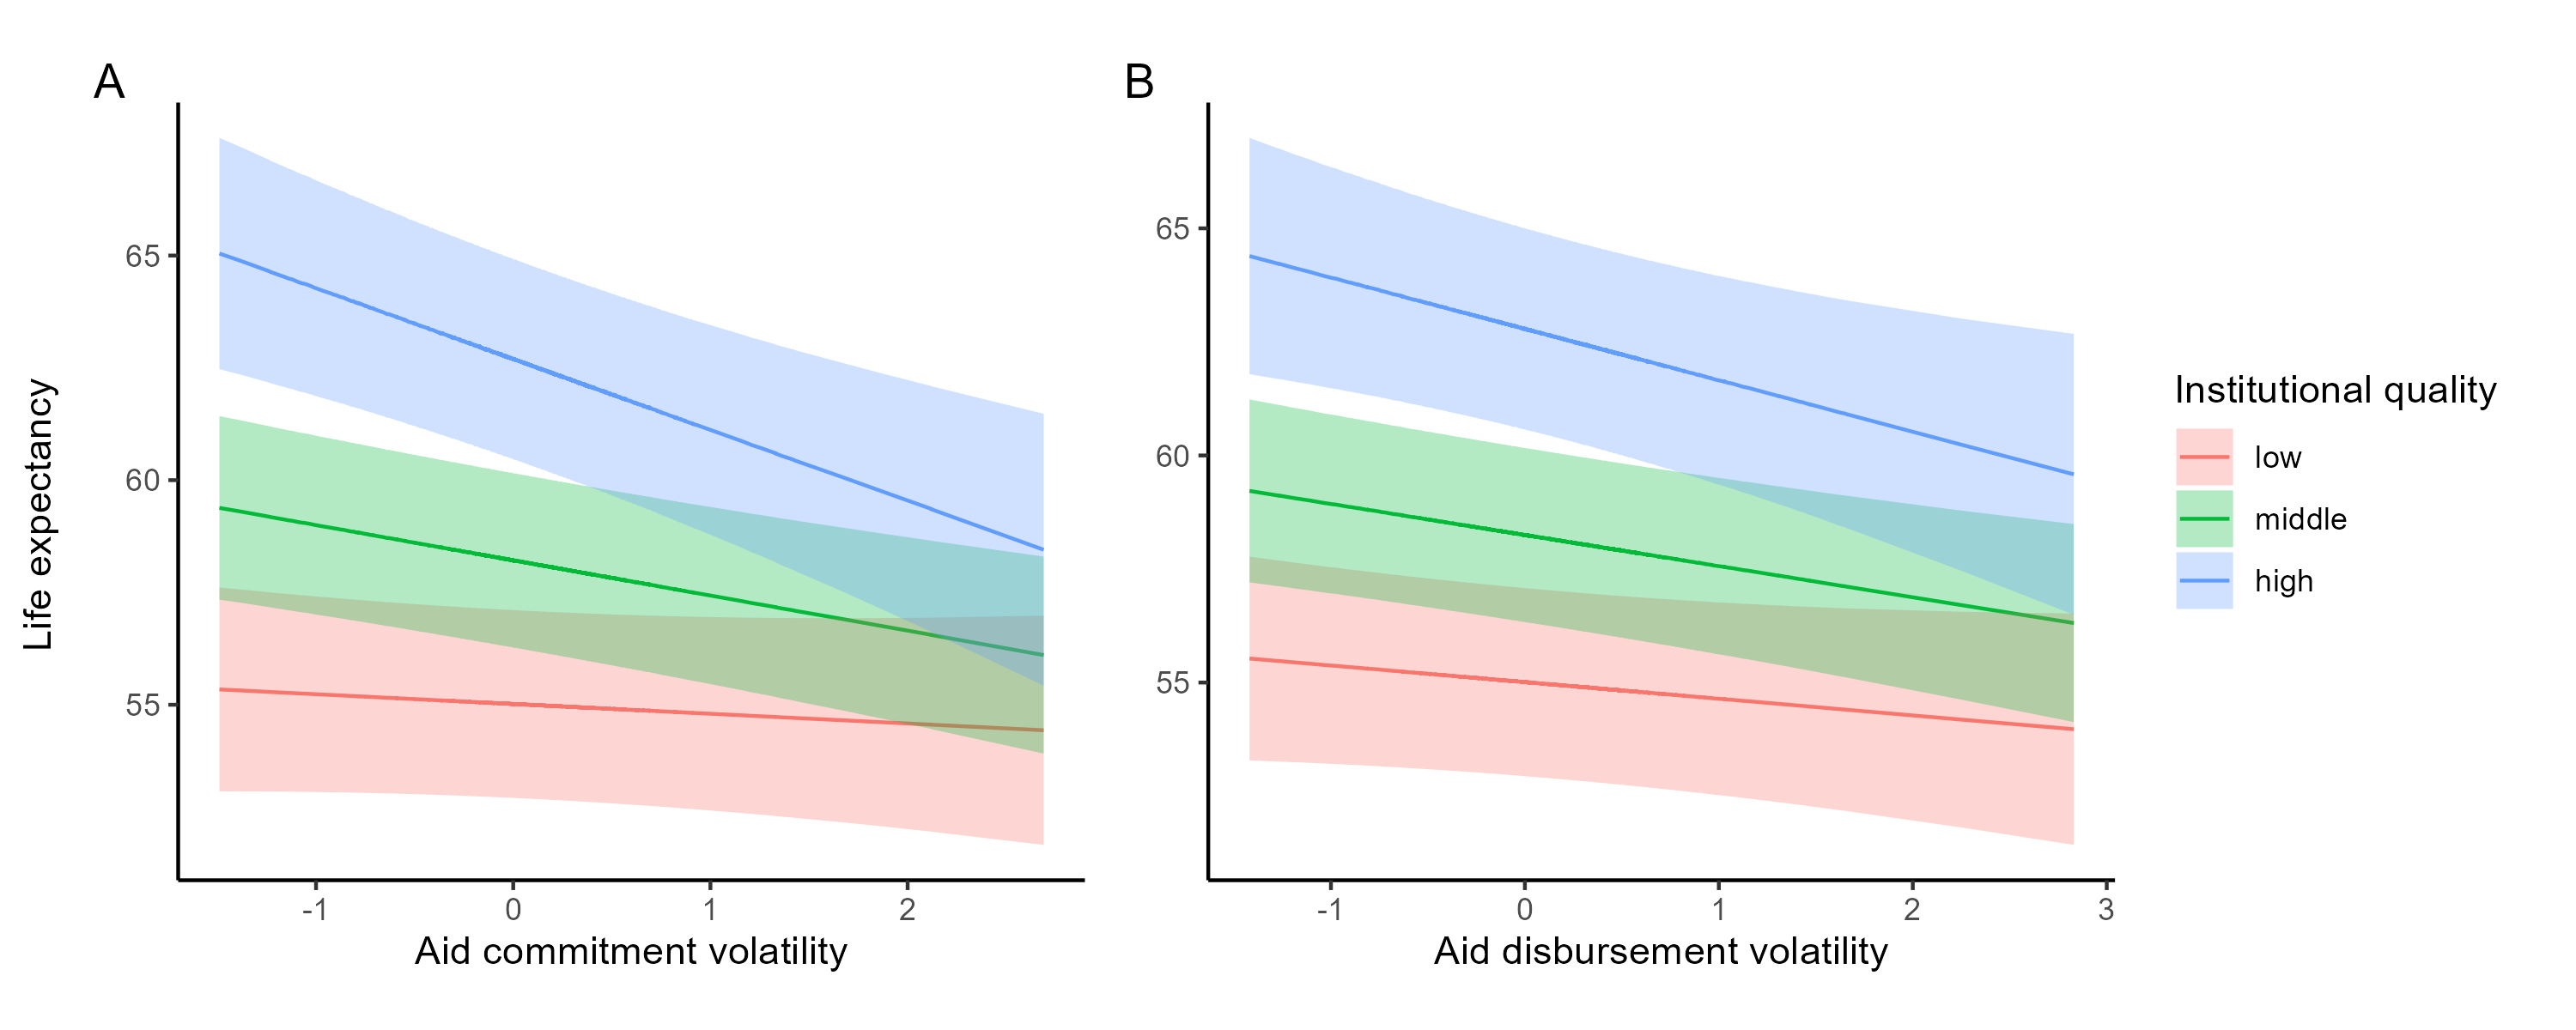 A
Life expectancy
65
60
55
-1 0 1 2
Aid commitment volatility
B
65
60
55
-1 0 1 2 3
Aid disbursement volatility
Institutional quality
low
middle
high